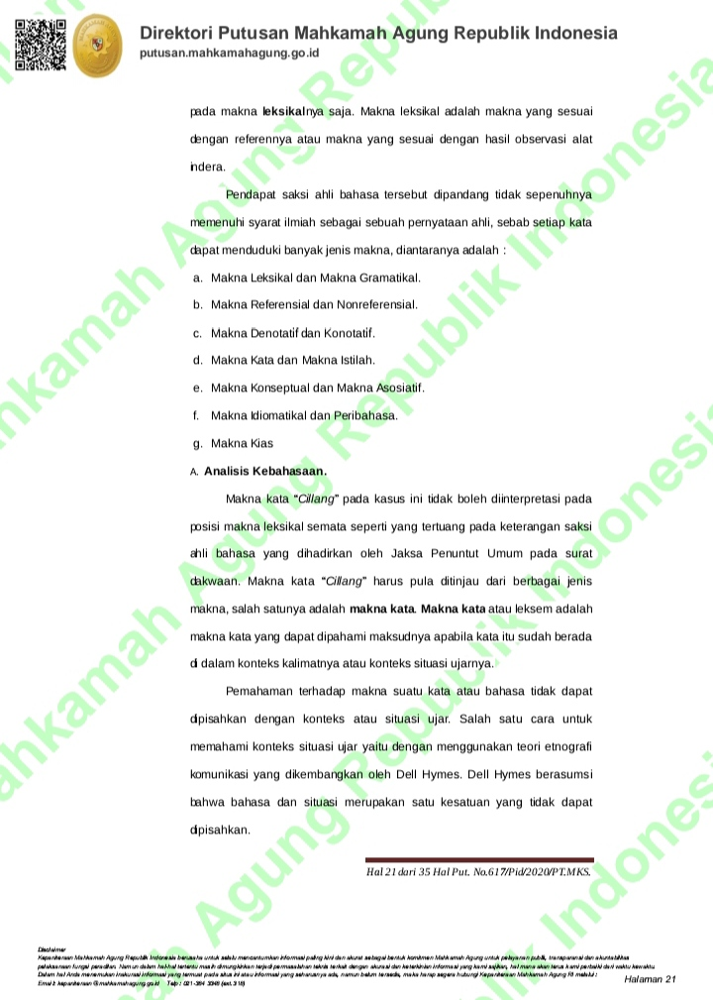 Direktori Putusan Mahkamah Agung Republik Indonesia
putusan.mahkamahagung.go.id
pada makna leksikalnya saja. Makna leksikal adalah makna yang sesuai
dengan referennya atau makna yang sesuai dengan hasil observasi alat
indera.
Pendapat saksi ahli bahasa tersebut dipandang tidak sepenuhnya
memenuhi syarat ilmiah sebagai sebuah pernyataan ahli, sebab setiap kata
dapat menduduki banyak jenis makna, diantaranya adalah :
a. Makna Leksikal dan Makna Gramatikal.
b. Makna Referensial dan Nonreferensial.
c. Makna Denotatif dan Konotatif.
d. Makna Kata dan Makna Istilah.
e. Makna Konseptual dan Makna Asosiatif.
f. Makna Idiomatikal dan Peribahasa.
g. Makna Kias
A. Analisis Kebahasaan.
Makna kata “Cillang” pada kasus ini tidak boleh diinterpretasi pada
posisi makna leksikal semata seperti yang tertuang pada keterangan saksi
ahli bahasa yang dihadirkan oleh Jaksa Penuntut Umum pada surat
dakwaan. Makna kata “Cillang” harus pula ditinjau dari berbagai jenis
makna, salah satunya adalah makna kata. Makna kata atau leksem adalah
makna kata yang dapat dipahami maksudnya apabila kata itu sudah berada
di dalam konteks kalimatnya atau konteks situasi ujarnya.
Pemahaman terhadap makna suatu kata atau bahasa tidak dapat
dipisahkan dengan konteks atau situasi ujar. Salah satu cara untuk
memahami konteks situasi ujar yaitu dengan menggunakan teori etnografi
komunikasi yang dikembangkan oleh Dell Hymes. Dell Hymes berasumsi
bahwa bahasa dan situasi merupakan satu kesatuan yang tidak dapat
dipisahkan.
Hal 21 dari 35 Hal Put. No.617/Pid/2020/PT.MKS.
Disclaimer
Kepaniteraan Mahkamah Agung Republik Indonesia berusaha untuk selalu mencantumkan informasi paling kini dan akurat sebagai bentuk komitmen Mahkamah Agung untuk pelayanan publik, transparansi dan akuntabilitas
pelaksanaan fungsi peradilan. Namun dalam hal-hal tertentu masih dimungkinkan terjadi permasalahan teknis terkait dengan akurasi dan keterkinian informasi yang kami sajikan, hal mana akan terus kami perbaiki dari waktu kewaktu.
Dalam hal Anda menemukan inakurasi informasi yang termuat pada situs ini atau informasi yang seharusnya ada, namun belum tersedia, maka harap segera hubungi Kepaniteraan Mahkamah Agung RI melalui :
Email : kepaniteraan@mahkamahagung.go.id Telp : 021-384 3348 (ext.318)
Halaman 21
Mahkamah Agung Republik Indonesia
Mahkamah Agung Republik Indonesia
Mahkamah Agung Republik Indonesia